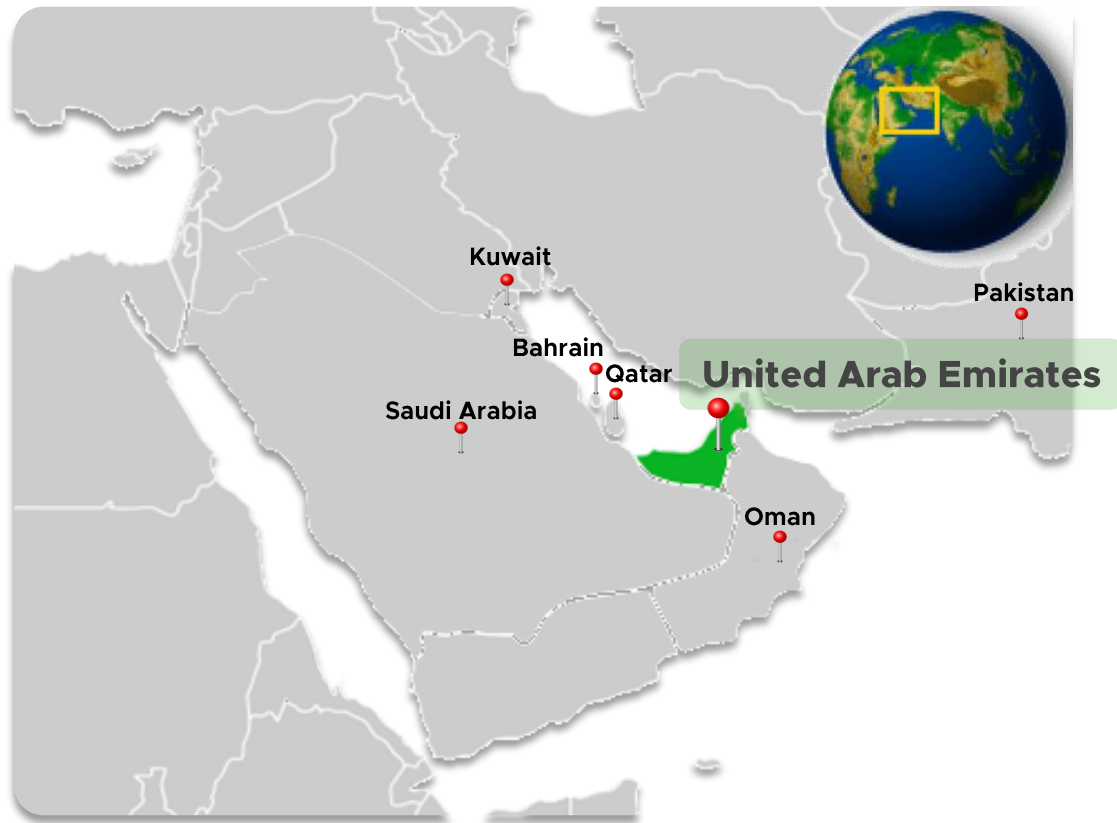 Kuwait
Pakistan
Bahrain
Qatar
United Arab Emirates
Saudi Arabia
Oman